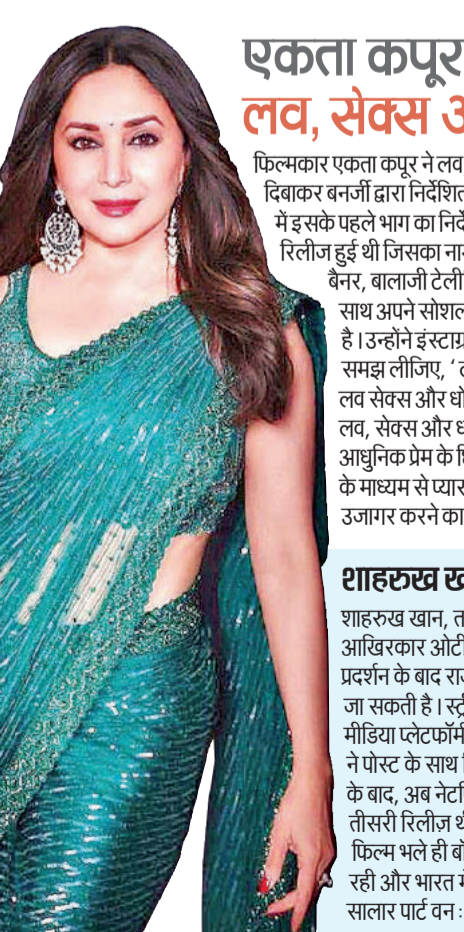 एकता कपूर
लव, सेक्स
फिल्मकार एकता कपूर ने लव,
दिबाकर बनर्जी द्वारा निर्देशित
में इसके पहले भाग का
रिलीज हुई थी जिसका
बैनर, बालाजी
साथ अपने सोशल
है । उन्होंने
समझ लीजिए, ‘
लव सेक्स और
लव, सेक्स और
आधुनिक प्रेम के
के माध्यम से प्यार
उजागर करने का
शाहरुख
शाहरुख खान,
आखिरकार
प्रदर्शन के बाद
जा सकती है ।
मीडिया
ने पोस्ट के साथ
के बाद, अब
तीसरी रिलीज़
फिल्म भले ही
रही और भारत
सालार पार्ट वन :